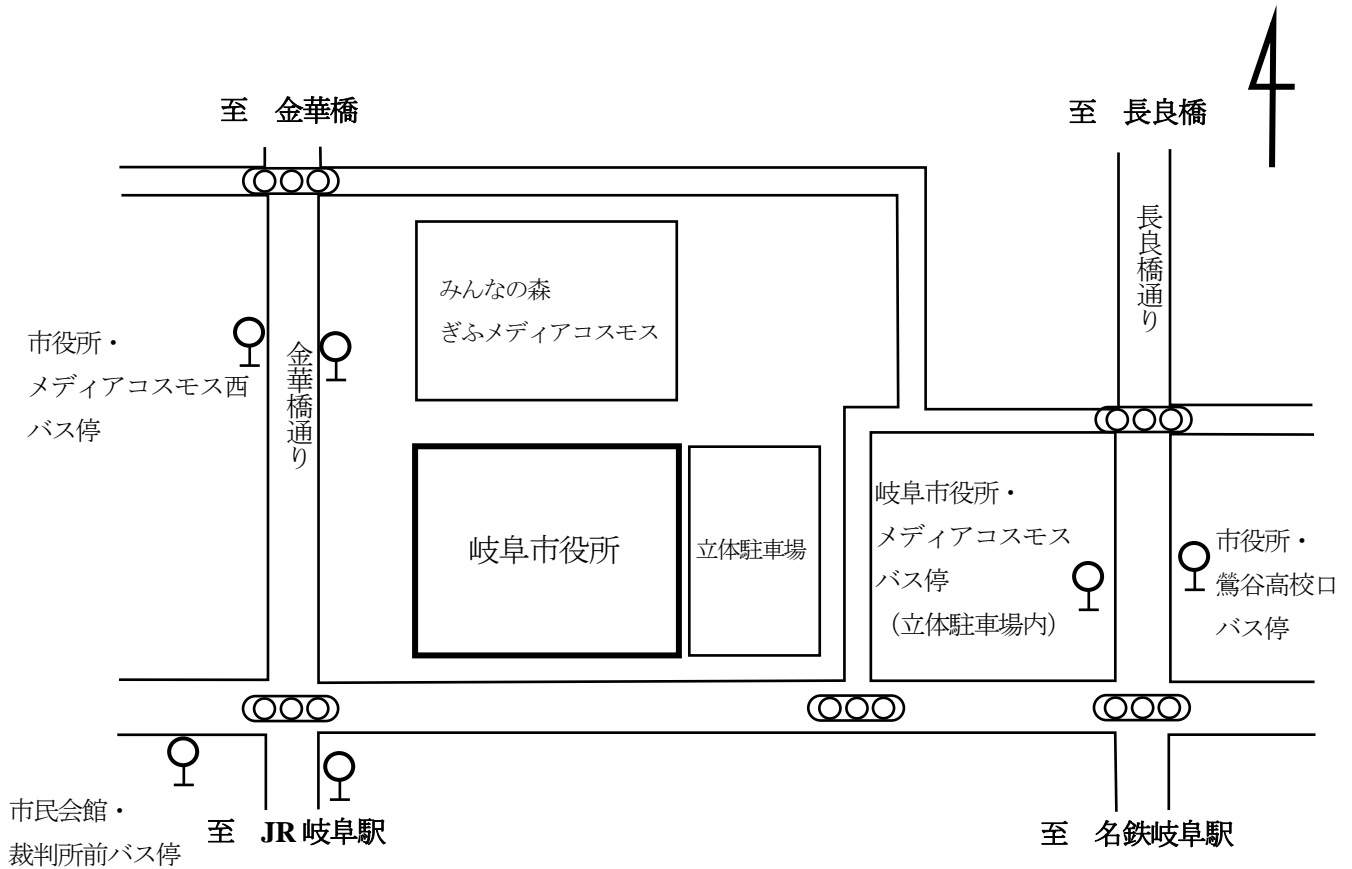 至　金華橋
至　長良橋
長良橋通り
みんなの森
ぎふメディアコスモス
市役所・
メディアコスモス西
バス停
金華橋通り
岐阜市役所
立体駐車場
岐阜市役所・
メディアコスモス
バス停
（立体駐車場内）
市役所・
鶯谷高校口
バス停
市民会館・
裁判所前バス停
至　JR 岐阜駅
至　名鉄岐阜駅